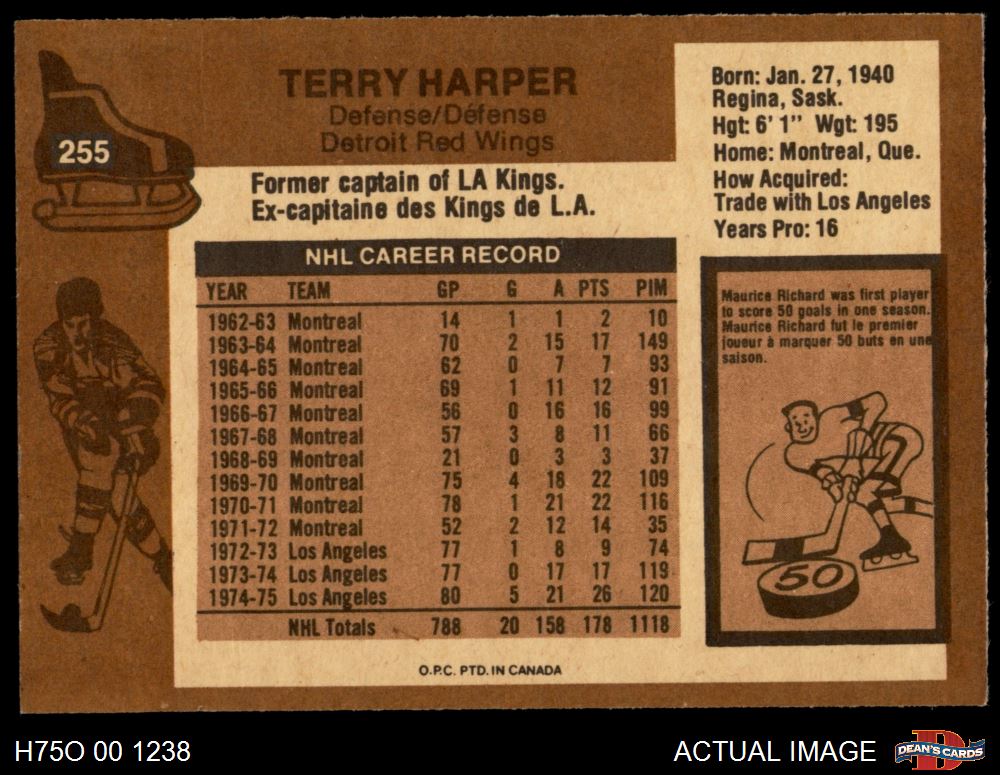 255
TERRY HARPER
Defense/Défense
Detroit Red Wings
Former captain of LA Kings.
Ex-capitaine des Kings de L.A.
Born: Jan. 27, 1940
Regina, Sask.
Hgt: 6' 1" Wgt: 195
Home: Montreal, Que.
How Acquired:
Trade with Los Angeles
Years Pro: 16
NHL CAREER RECORD
YEAR TEAM GP G A PTS PIM
1962-63 Montreal 14 1 1 2 10
1963-64 Montreal 70 2 15 17 149
1964-65 Montreal 62 0 7 7 93
1965-66 Montreal 69 1 11 12 91
1966-67 Montreal 56 0 16 16 99
1967-68 Montreal 57 3 8 11 66
1968-69 Montreal 21 0 3 3 37
1969-70 Montreal 75 4 18 22 109
1970-71 Montreal 78 1 21 22 116
1971-72 Montreal 52 2 12 14 35
1972-73 Los Angeles 77 1 8 9 74
1973-74 Los Angeles 77 0 17 17 119
1974-75 Los Angeles 80 5 21 26 120
NHL Totals 788 20 158 178 1118
Maurice Richard was first player
to score 50 goals in one season.
Maurice Richard fut le premier
joueur à marquer 50 buts en une
saison.
50
O.P.C. PTD. IN CANADA
H75O 00 1238
ACTUAL IMAGE
D
DEAN'S CARDS